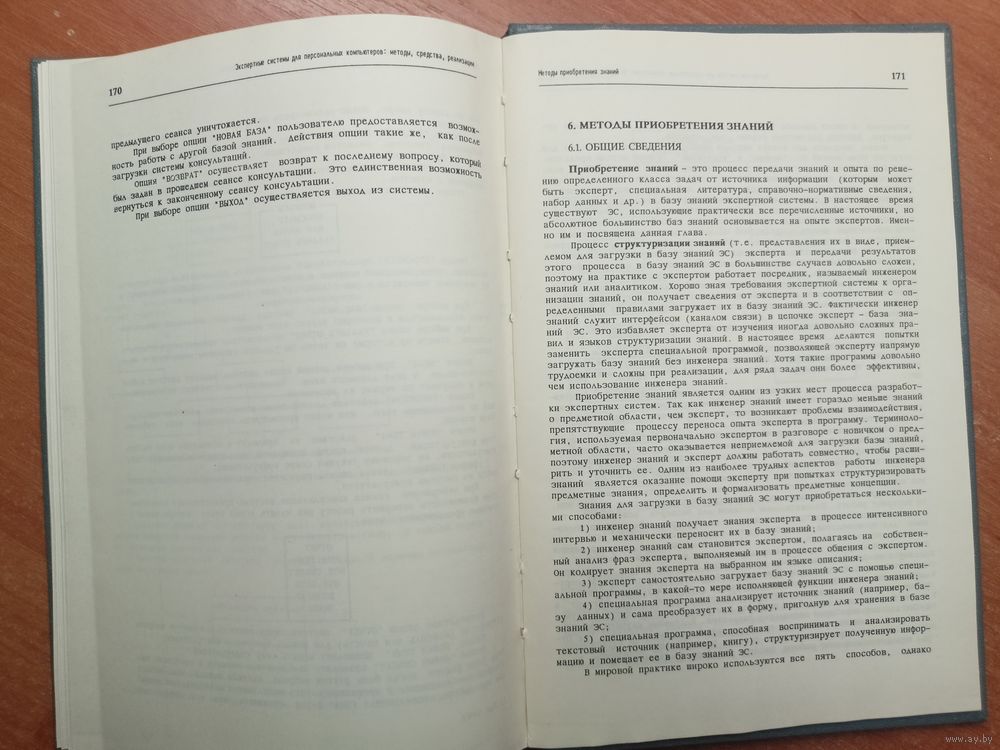 Экспертные системы для персональных компьютеров: методы, средства, реализации
170
предыдущего сеанса уничтожается.
При выборе опции "НОВАЯ БАЗА" пользователю предоставляется возмож-
ность работы с другой базой знаний. Действия опции такие же, как после
загрузки системы консультаций.
Опция "ВОЗВРАТ" осуществляет возврат к последнему вопросу, который
был задан в прошедшем сеансе консультации. Это единственная возможность
вернуться к законченному сеансу консультации.
При выборе опции "ВЫХОД" осуществляется выход из системы.
Методы приобретения знаний
171
6. МЕТОДЫ ПРИОБРЕТЕНИЯ ЗНАНИЙ
6.1. ОБЩИЕ СВЕДЕНИЯ
Приобретение знаний – это процесс передачи знаний и опыта по реше-
нию определенного класса задач от источника информации (которым может
быть эксперт, специальная литература, справочно-нормативные сведения,
набор данных и др.) в базу знаний экспертной системы. В настоящее время
существуют ЭС, использующие практически все перечисленные источники, но
абсолютное большинство баз знаний основывается на опыте экспертов. Имен-
но им и посвящена данная глава.
Процесс структуризации знаний (т.е. представления их в виде, прием-
лемом для загрузки в базу знаний ЭС) эксперта и передачи результатов
этого процесса в базу знаний ЭС в большинстве случаев довольно сложен,
поэтому на практике с экспертом работает посредник, называемый инженером
знаний или аналитиком. Хорошо зная требования экспертной системы к орга-
низации знаний, он получает сведения от эксперта и в соответствии с оп-
ределенными правилами загружает их в базу знаний ЭС. Фактически инженер
знаний служит интерфейсом (каналом связи) в цепочке эксперт – база зна-
ний ЭС. Это избавляет эксперта от изучения иногда довольно сложных пра-
вил и языков структуризации знаний. В настоящее время делаются попытки
заменить эксперта специальной программой, позволяющей эксперту напрямую
загружать базу знаний без инженера знаний. Хотя такие программы довольно
трудоемки и сложны при реализации, для ряда задач они более эффективны,
чем использование инженера знаний.
Приобретение знаний является одним из узких мест процесса разработ-
ки экспертных систем. Так как инженер знаний имеет гораздо меньше знаний
о предметной области, чем эксперт, то возникают проблемы взаимодействия,
препятствующие процессу переноса опыта эксперта в программу. Терминоло-
гия, используемая первоначально экспертом в разговоре с новичком о пред-
метной области, часто оказывается неприемлемой для загрузки базы знаний,
поэтому инженер знаний и эксперт должны работать совместно, чтобы расши-
рить и уточнить ее. Одним из наиболее трудных аспектов работы инженера
знаний является оказание помощи эксперту при попытках структуризировать
предметные знания, определить и формализовать предметные концепции.
Знания для загрузки в базу знаний ЭС могут приобретаться нескольки-
ми способами:
1) инженер знаний получает знания эксперта в процессе интенсивного
интервью и механически переносит их в базу знаний;
2) инженер знаний сам становится экспертом, полагаясь на собствен-
ный анализ фраз эксперта, выполняемый им в процессе общения с экспертом.
Он кодирует знания эксперта на выбранном им языке описания;
3) эксперт самостоятельно загружает базу знаний ЭС с помощью специ-
альной программы, в какой-то мере исполняющей функции инженера знаний;
4) специальная программа анализирует источник знаний (например, ба-
зу данных) и сама преобразует их в форму, пригодную для хранения в базе
знаний ЭС;
5) специальная программа, способная воспринимать и анализировать
текстовый источник (например, книгу), структуризирует полученную инфор-
мацию и помещает ее в базу знаний ЭС.
В мировой практике широко используются все пять способов, однако
www.ay.by